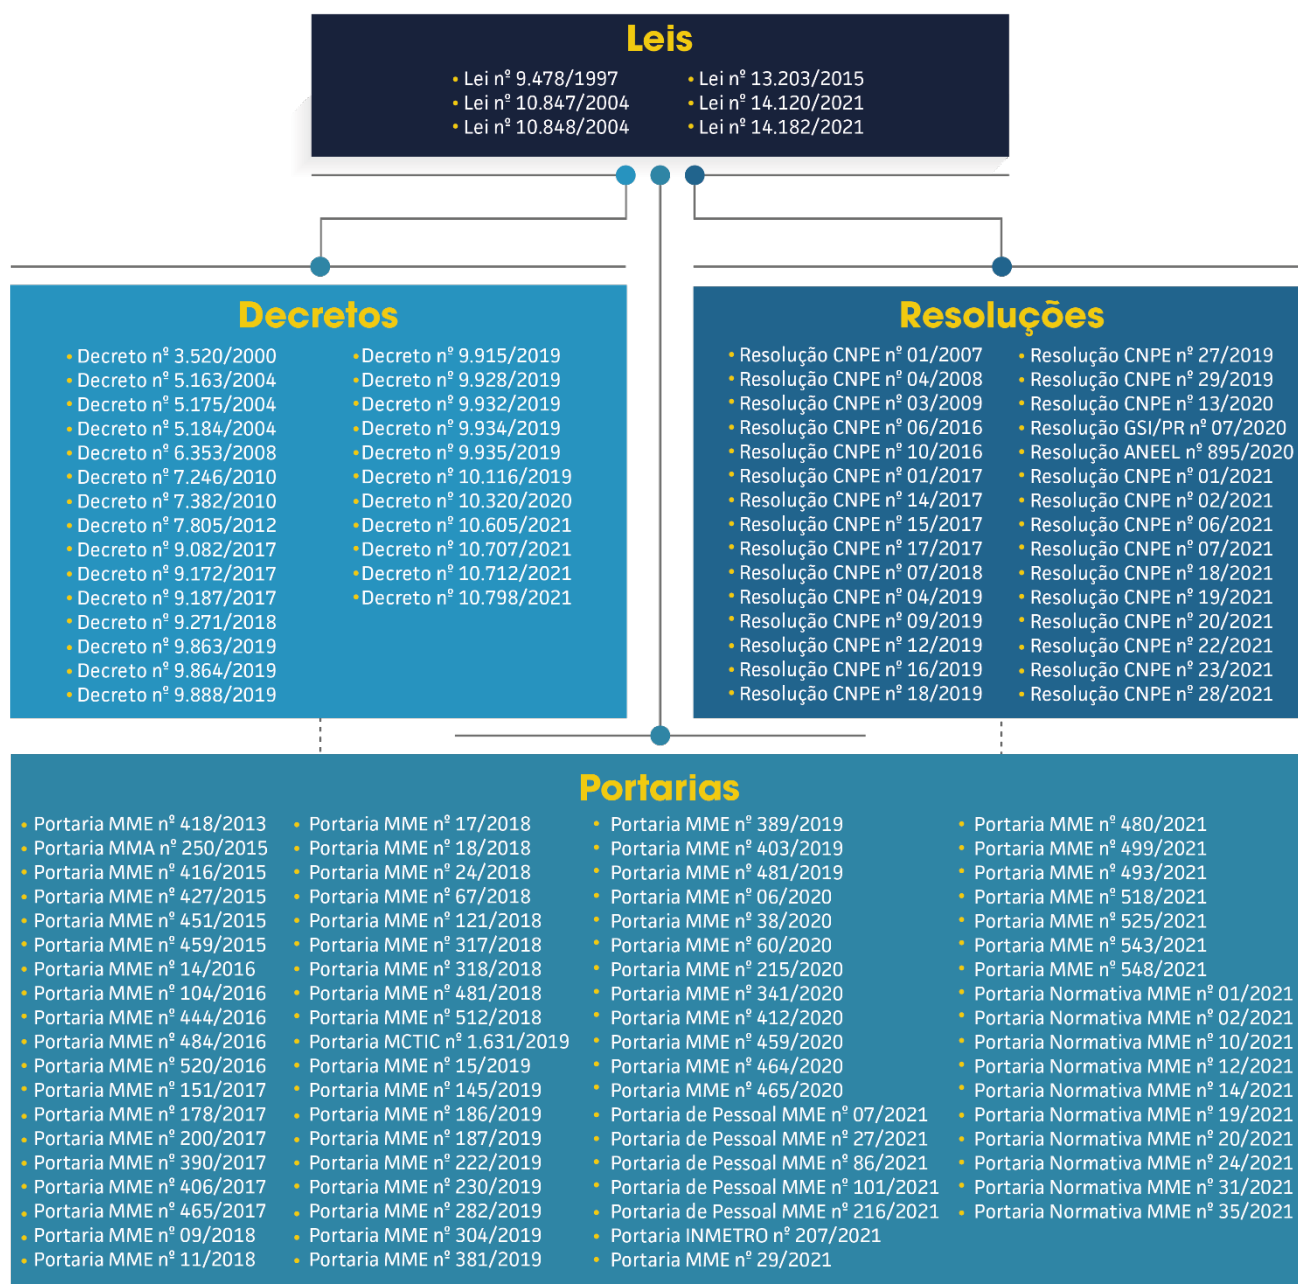 Leis
• Lei nº 9.478/1997
• Lei nº 10.847/2004
• Lei nº 10.848/2004
• Lei nº 13.203/2015
• Lei nº 14.120/2021
• Lei nº 14.182/2021
Decretos
• Decreto nº 3.520/2000
• Decreto nº 5.163/2004
• Decreto nº 5.175/2004
• Decreto nº 5.184/2004
• Decreto nº 6.353/2008
• Decreto nº 7.246/2010
• Decreto nº 7.382/2010
• Decreto nº 7.805/2012
• Decreto nº 9.082/2017
• Decreto nº 9.172/2017
• Decreto nº 9.187/2017
• Decreto nº 9.271/2018
• Decreto nº 9.863/2019
• Decreto nº 9.864/2019
• Decreto nº 9.888/2019
• Decreto nº 9.915/2019
• Decreto nº 9.928/2019
• Decreto nº 9.932/2019
• Decreto nº 9.934/2019
• Decreto nº 9.935/2019
• Decreto nº 10.116/2019
• Decreto nº 10.320/2020
• Decreto nº 10.605/2021
• Decreto nº 10.707/2021
• Decreto nº 10.712/2021
• Decreto nº 10.798/2021
Resoluções
• Resolução CNPE nº 01/2007
• Resolução CNPE nº 04/2008
• Resolução CNPE nº 03/2009
• Resolução CNPE nº 06/2016
• Resolução CNPE nº 10/2016
• Resolução CNPE nº 01/2017
• Resolução CNPE nº 14/2017
• Resolução CNPE nº 15/2017
• Resolução CNPE nº 17/2017
• Resolução CNPE nº 07/2018
• Resolução CNPE nº 04/2019
• Resolução CNPE nº 09/2019
• Resolução CNPE nº 12/2019
• Resolução CNPE nº 16/2019
• Resolução CNPE nº 18/2019
• Resolução CNPE nº 27/2019
• Resolução CNPE nº 29/2019
• Resolução CNPE nº 13/2020
• Resolução GSI/PR nº 07/2020
• Resolução ANEEL nº 895/2020
• Resolução CNPE nº 01/2021
• Resolução CNPE nº 02/2021
• Resolução CNPE nº 06/2021
• Resolução CNPE nº 07/2021
• Resolução CNPE nº 18/2021
• Resolução CNPE nº 19/2021
• Resolução CNPE nº 20/2021
• Resolução CNPE nº 22/2021
• Resolução CNPE nº 23/2021
• Resolução CNPE nº 28/2021
Portarias
• Portaria MME nº 418/2013
• Portaria MMA nº 250/2015
• Portaria MME nº 416/2015
• Portaria MME nº 427/2015
• Portaria MME nº 451/2015
• Portaria MME nº 459/2015
• Portaria MME nº 14/2016
• Portaria MME nº 104/2016
• Portaria MME nº 444/2016
• Portaria MME nº 484/2016
• Portaria MME nº 520/2016
• Portaria MME nº 151/2017
• Portaria MME nº 178/2017
• Portaria MME nº 200/2017
• Portaria MME nº 390/2017
• Portaria MME nº 406/2017
• Portaria MME nº 465/2017
• Portaria MME nº 09/2018
• Portaria MME nº 11/2018
• Portaria MME nº 17/2018
• Portaria MME nº 18/2018
• Portaria MME nº 24/2018
• Portaria MME nº 67/2018
• Portaria MME nº 121/2018
• Portaria MME nº 317/2018
• Portaria MME nº 318/2018
• Portaria MME nº 481/2018
• Portaria MME nº 512/2018
• Portaria MCTIC nº 1.631/2019
• Portaria MME nº 15/2019
• Portaria MME nº 145/2019
• Portaria MME nº 186/2019
• Portaria MME nº 187/2019
• Portaria MME nº 222/2019
• Portaria MME nº 230/2019
• Portaria MME nº 282/2019
• Portaria MME nº 304/2019
• Portaria MME nº 381/2019
• Portaria MME nº 389/2019
• Portaria MME nº 403/2019
• Portaria MME nº 481/2019
• Portaria MME nº 06/2020
• Portaria MME nº 38/2020
• Portaria MME nº 60/2020
• Portaria MME nº 215/2020
• Portaria MME nº 341/2020
• Portaria MME nº 412/2020
• Portaria MME nº 459/2020
• Portaria MME nº 464/2020
• Portaria MME nº 465/2020
• Portaria de Pessoal MME nº 07/2021
• Portaria de Pessoal MME nº 27/2021
• Portaria de Pessoal MME nº 86/2021
• Portaria de Pessoal MME nº 101/2021
• Portaria de Pessoal MME nº 216/2021
• Portaria INMETRO nº 207/2021
• Portaria MME nº 29/2021
• Portaria MME nº 480/2021
• Portaria MME nº 499/2021
• Portaria MME nº 493/2021
• Portaria MME nº 518/2021
• Portaria MME nº 525/2021
• Portaria MME nº 543/2021
• Portaria MME nº 548/2021
• Portaria Normativa MME nº 01/2021
• Portaria Normativa MME nº 02/2021
• Portaria Normativa MME nº 10/2021
• Portaria Normativa MME nº 12/2021
• Portaria Normativa MME nº 14/2021
• Portaria Normativa MME nº 19/2021
• Portaria Normativa MME nº 20/2021
• Portaria Normativa MME nº 24/2021
• Portaria Normativa MME nº 31/2021
• Portaria Normativa MME nº 35/2021